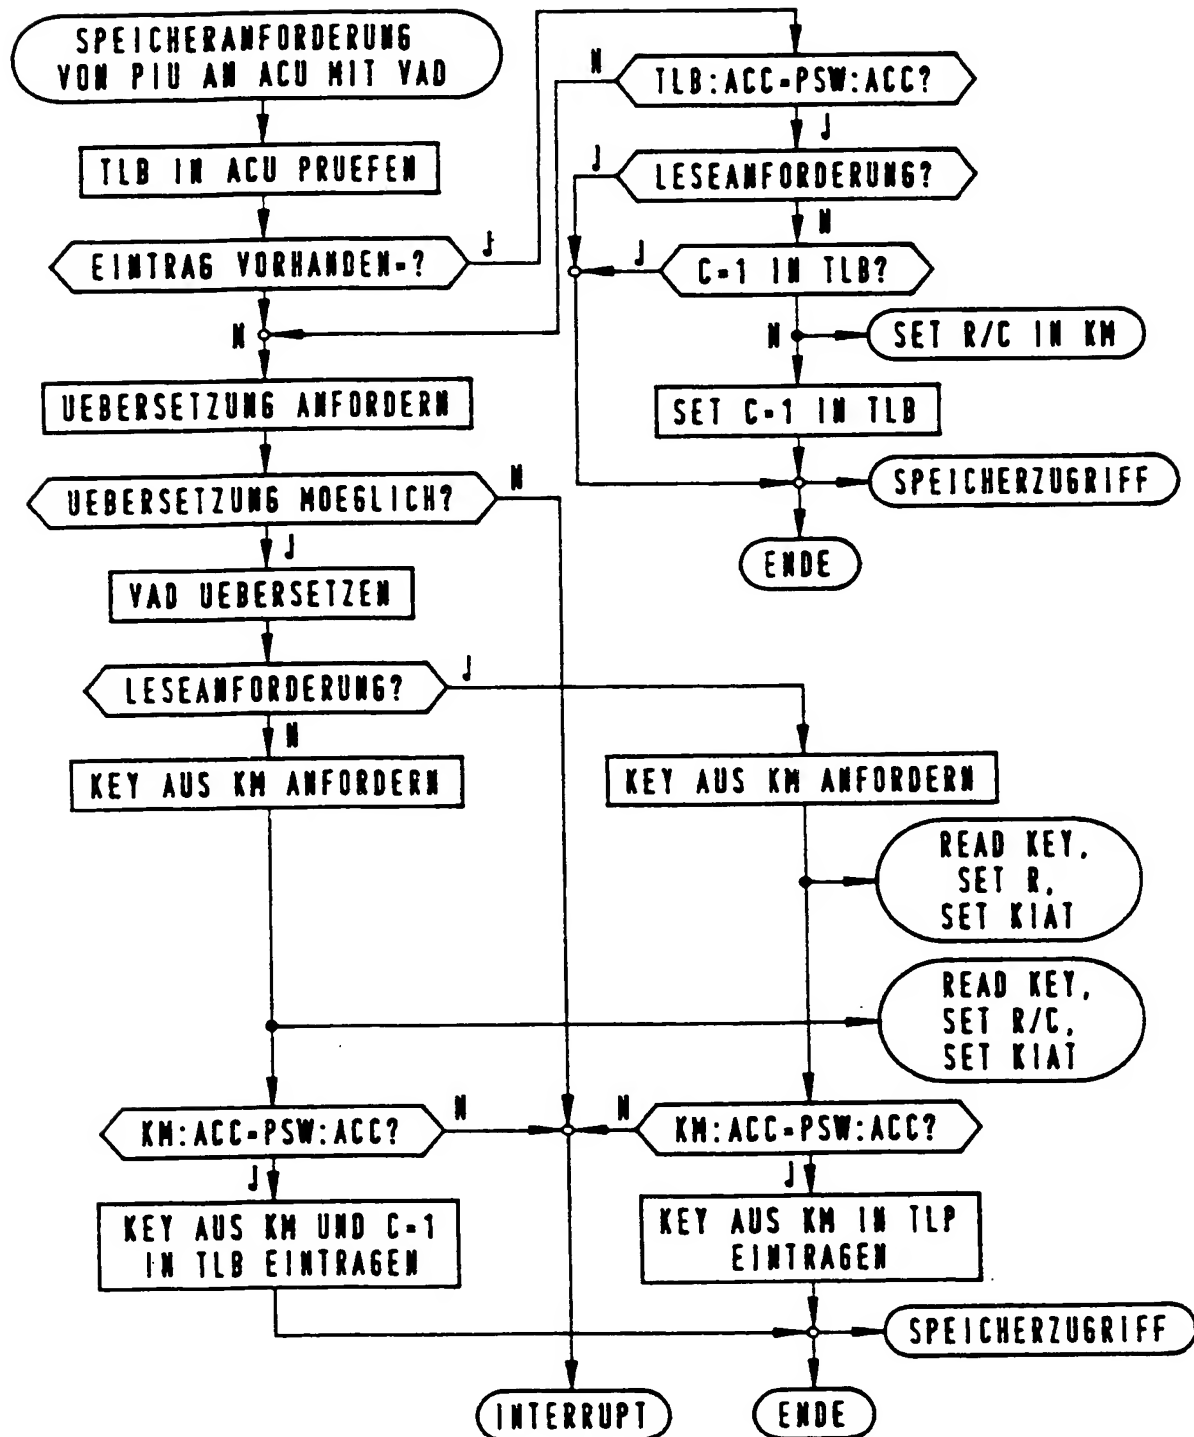 SPEICHERANFORDERUNG
VON PIU AN ACU MIT VAD
TLB IN ACU PRUEFEN
EINTRAG VORHANDEN=?
J
N
UEBERSETZUNG ANFORDERN
UEBERSETZUNG MOEGLICH?
N
J
VAD UEBERSETZEN
LESEANFORDERUNG?
J
N
KEY AUS KM ANFORDERN
KM:ACC=PSW:ACC?
N
J
KEY AUS KM UND C=1
IN TLB EINTRAGEN
INTERRUPT
TLB:ACC=PSW:ACC?
N
J
LESEANFORDERUNG?
J
N
C=1 IN TLB?
J
N
SET R/C IN KM
SET C=1 IN TLB
SPEICHERZUGRIFF
ENDE
KEY AUS KM ANFORDERN
READ KEY,
SET R,
SET KIAT
READ KEY,
SET R/C,
SET KIAT
KM:ACC=PSW:ACC?
N
J
KEY AUS KM IN TLP
EINTRAGEN
SPEICHERZUGRIFF
ENDE